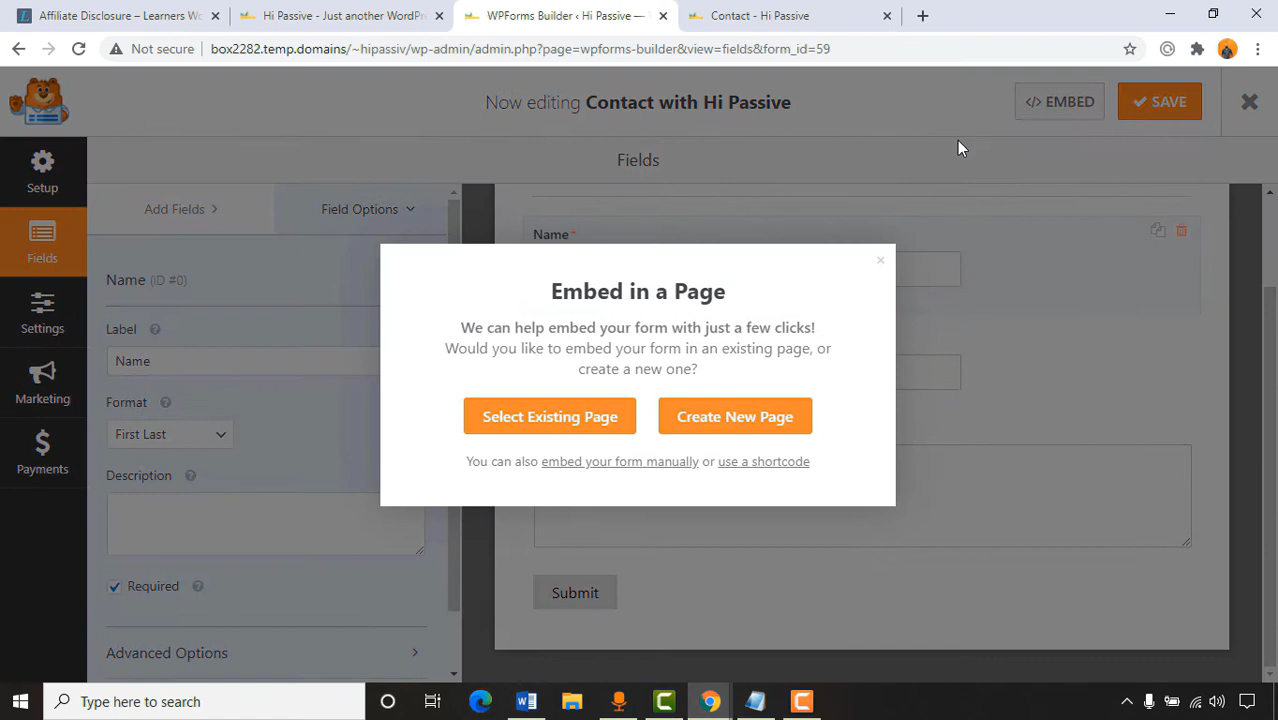 Affiliate Disclosure – Learners Wo
Hi Passive - Just another WordPre
WPForms Builder ‹ Hi Passive —
Contact - Hi Passive
Not secure
box2282.temp.domains/~hipassiv/wp-admin/admin.php?page=wpforms-builder&view=fields&form_id=59
Now editing Contact with Hi Passive
</> EMBED
SAVE
Setup
Fields
Settings
Marketing
Payments
Fields
Add Fields
Field Options
Name (ID #0)
Label
Name
Format
First Last
Description
Required
Advanced Options
Name*
Submit
Embed in a Page
We can help embed your form with just a few clicks!
Would you like to embed your form in an existing page, or
create a new one?
Select Existing Page
Create New Page
You can also embed your form manually or use a shortcode
Type here to search